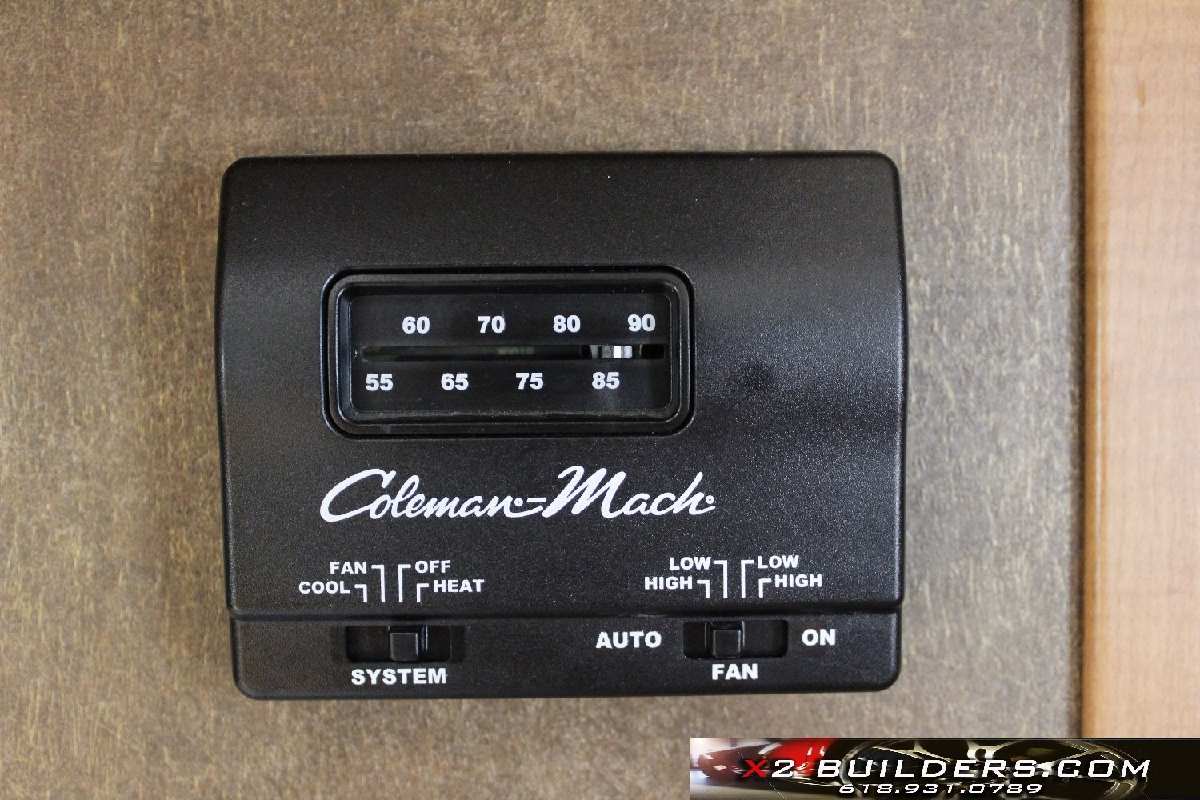 60 70 80 90
55 65 75 85
Coleman-Mach
FAN OFF
COOL HEAT
LOW LOW
HIGH HIGH
AUTO ON
SYSTEM FAN
X2-BUILDERS.COM
618.931.0789